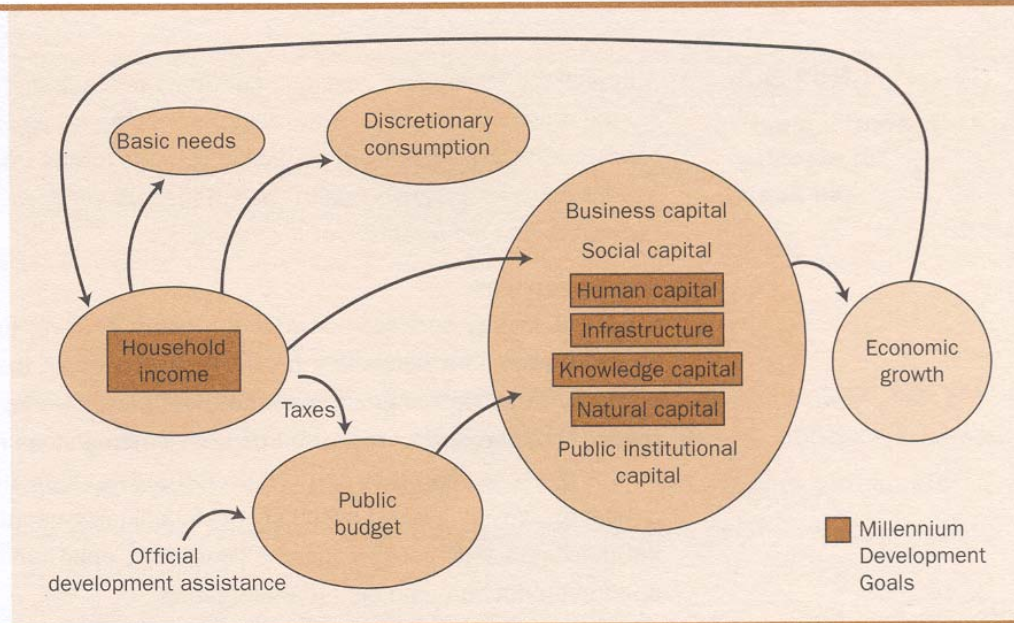 Basic needs
Discretionary
consumption
Business capital
Social capital
Human capital
Infrastructure
Knowledge capital
Natural capital
Public institutional
capital
Household
income
Economic
growth
Taxes
Public
budget
Official
development assistance
Millennium
Development
Goals